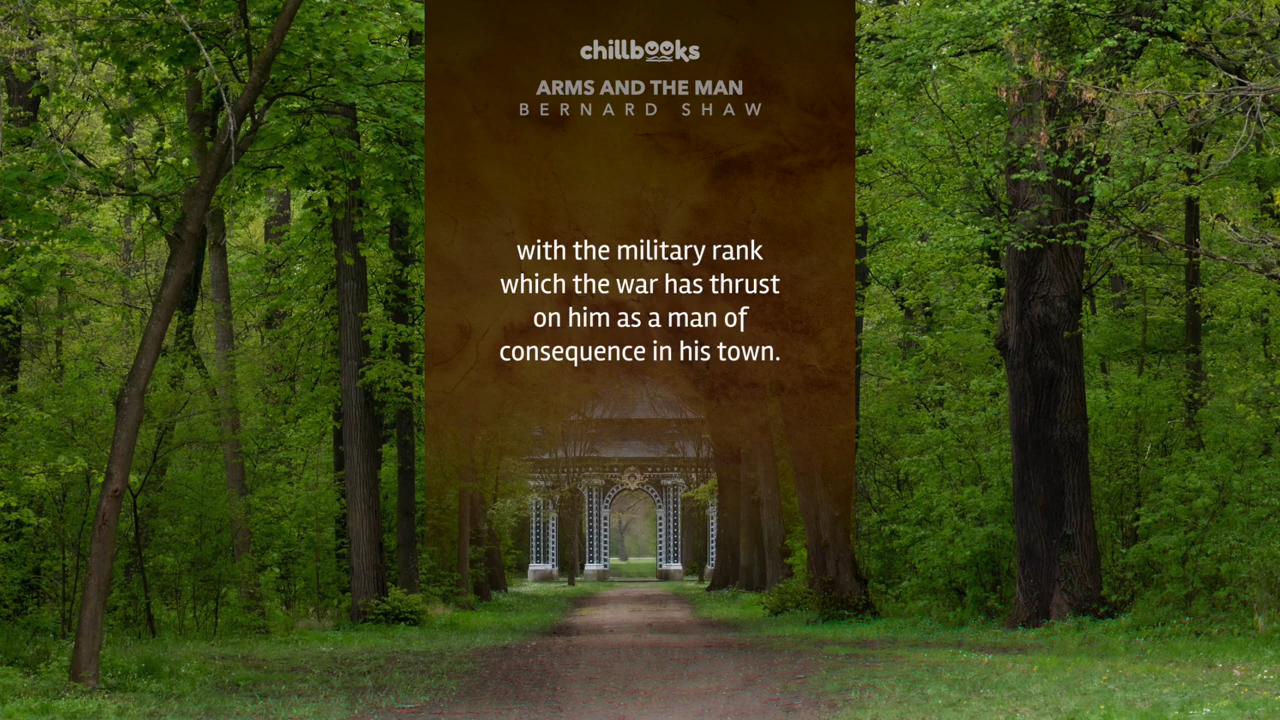 chillbooks
ARMS AND THE MAN
BERNARD SHAW
with the military rank
which the war has thrust
on him as a man of
consequence in his town.